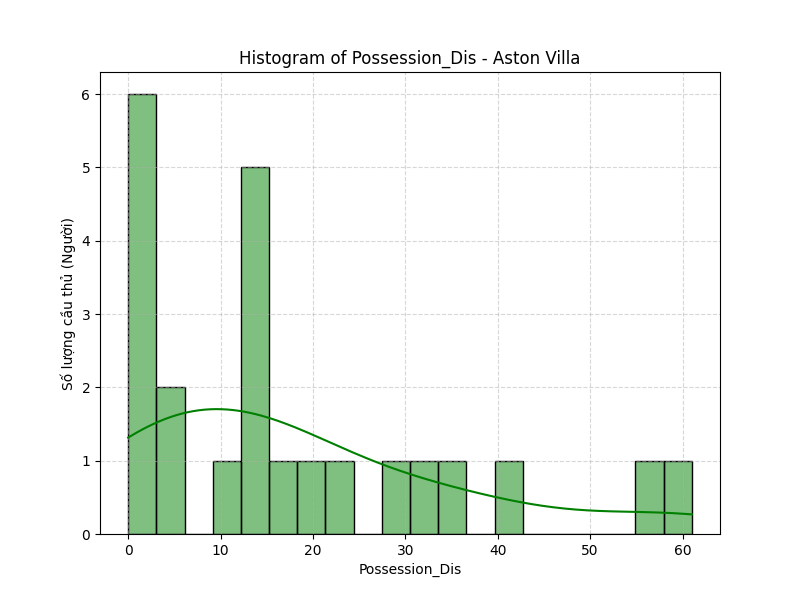 Histogram of Possession_Dis - Aston Villa
Số lượng cầu thủ (Người)
6
5
4
3
2
1
0
0 10 20 30 40 50 60
Possession_Dis